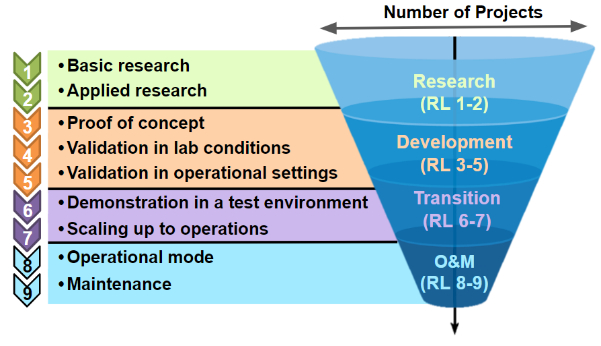 Number of Projects
1
• Basic research
2
• Applied research
Research
(RL 1-2)
3
• Proof of concept
4
• Validation in lab conditions
5
• Validation in operational settings
Development
(RL 3-5)
6
• Demonstration in a test environment
7
• Scaling up to operations
Transition
(RL 6-7)
8
• Operational mode
9
• Maintenance
O&M
(RL 8-9)